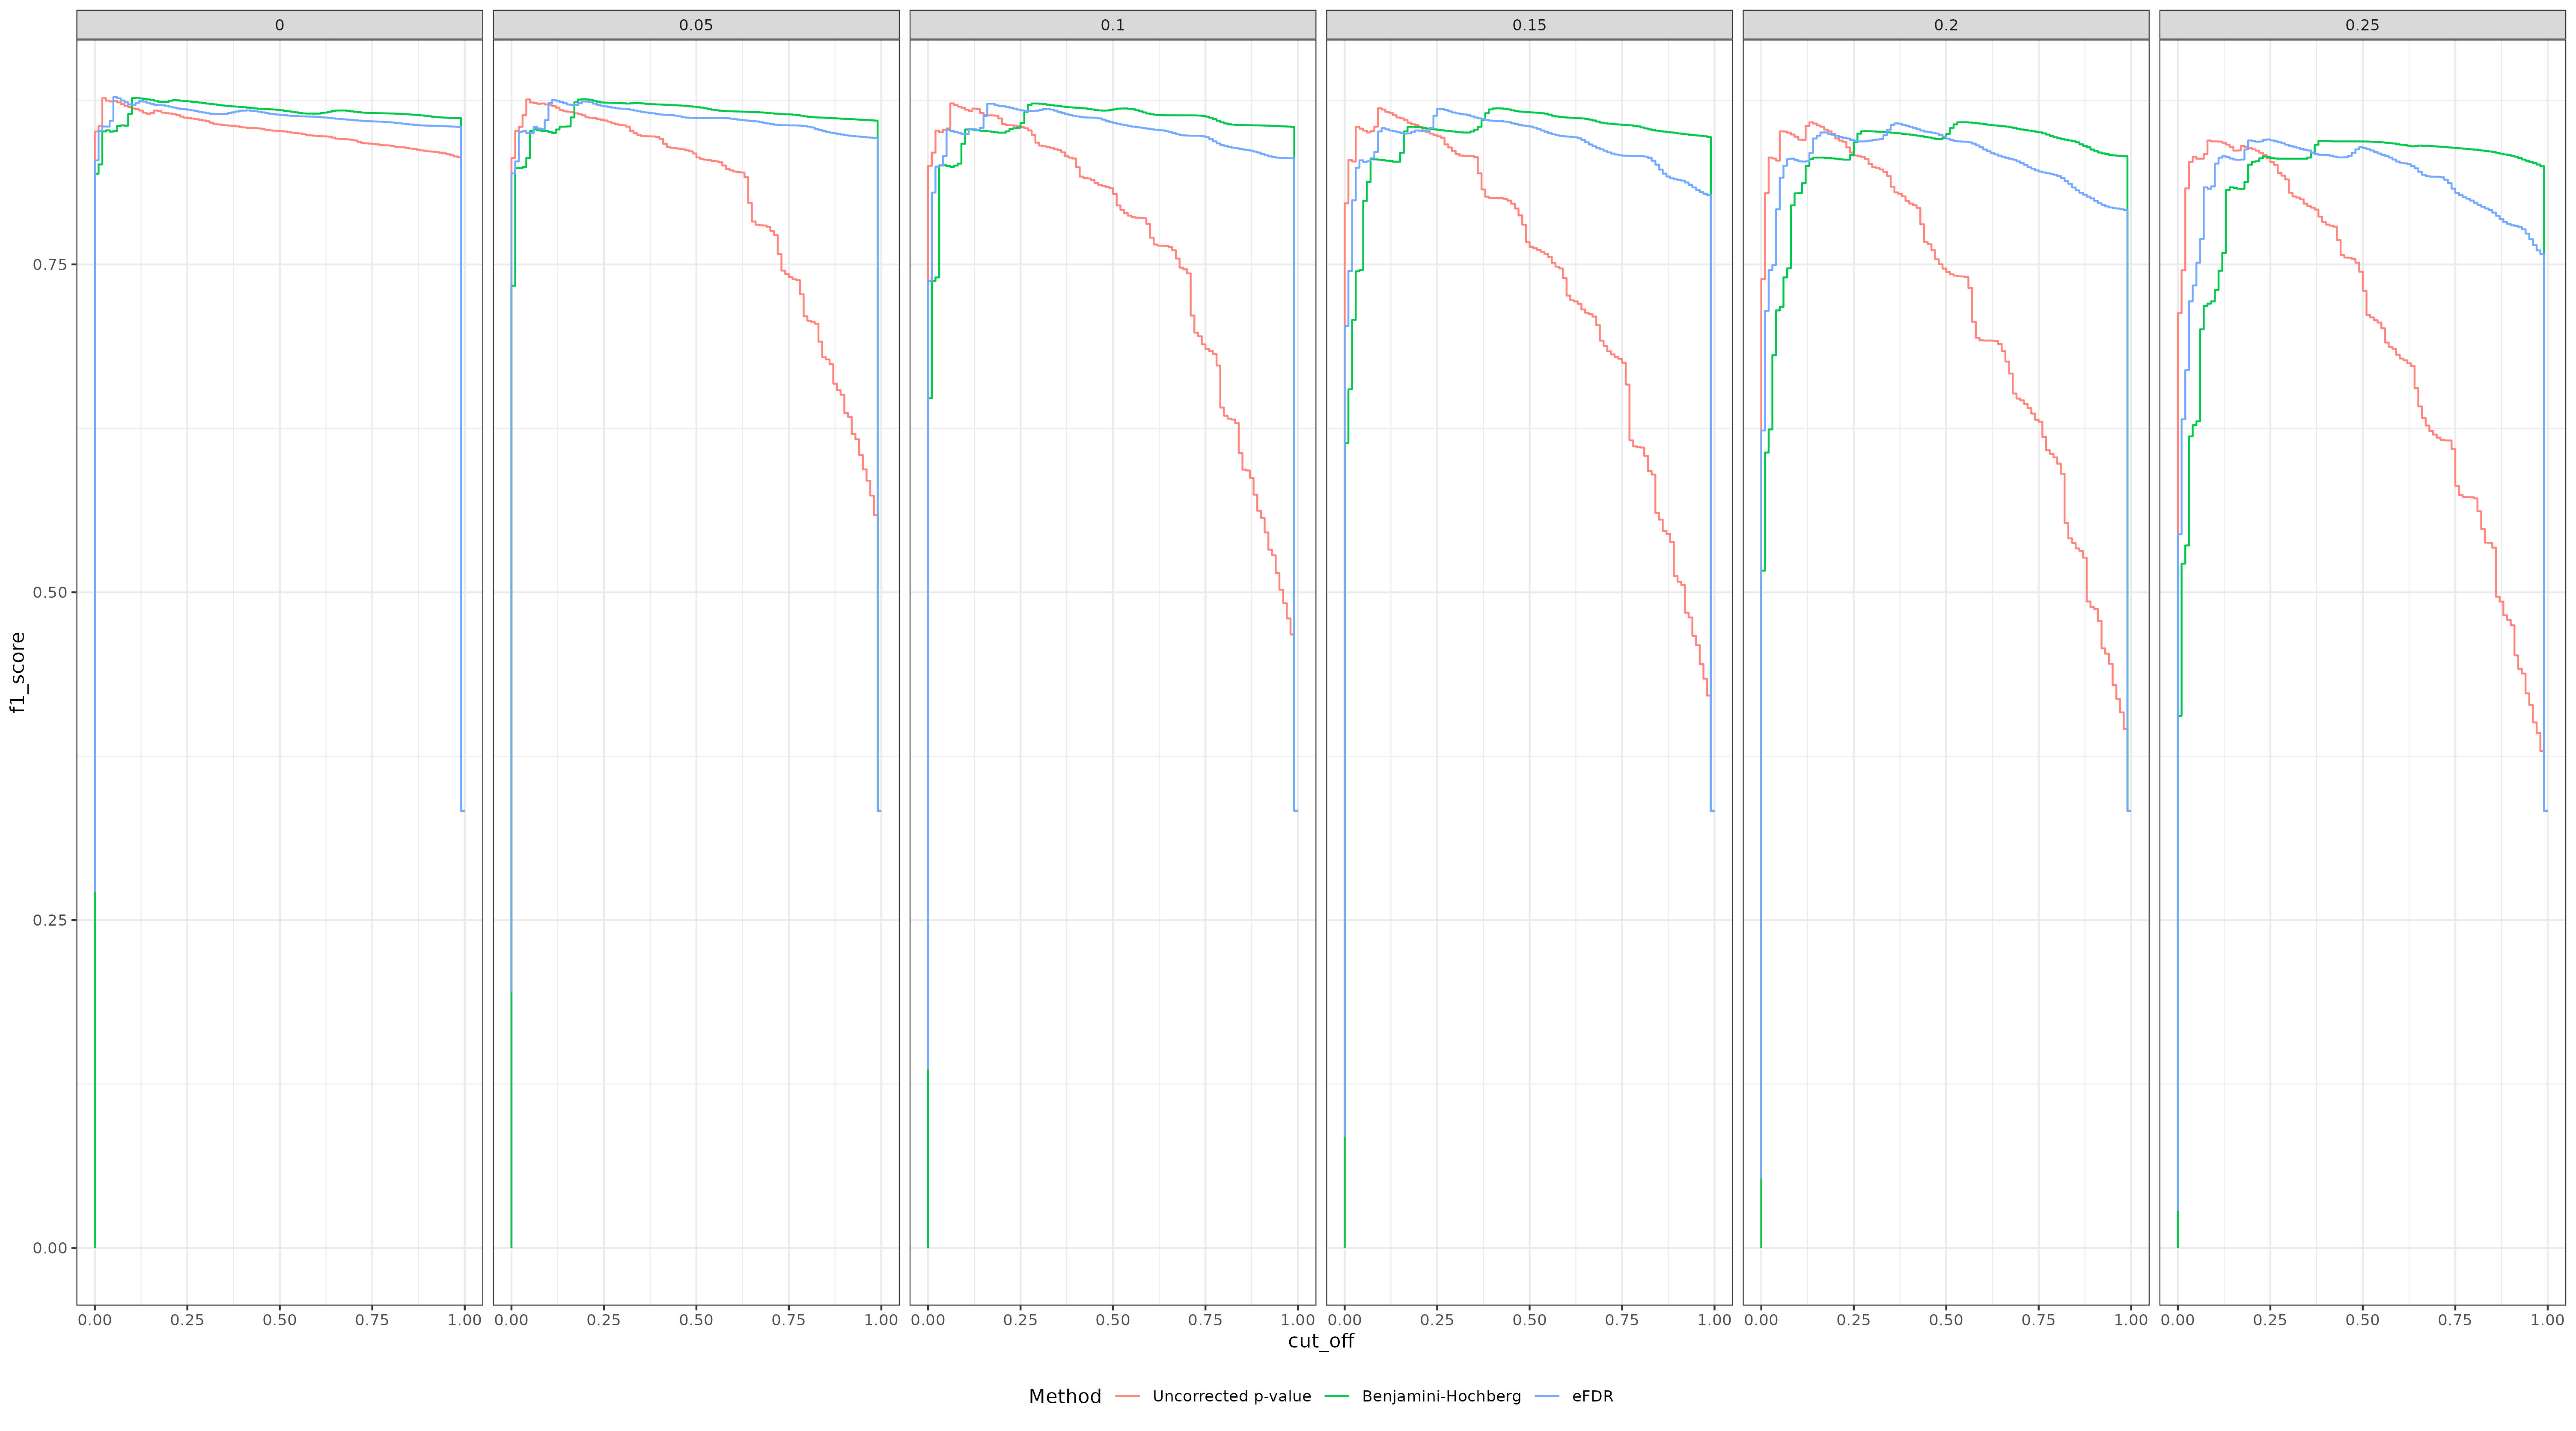 0 0.05 0.1 0.15 0.2 0.25
0.75
0.50
0.25
0.00
f1_score
0.00 0.25 0.50 0.75 1.00 0.00 0.25 0.50 0.75 1.00 0.00 0.25 0.50 0.75 1.00 0.00 0.25 0.50 0.75 1.00 0.00 0.25 0.50 0.75 1.00 0.00 0.25 0.50 0.75 1.00
cut_off
Method Uncorrected p-value Benjamini-Hochberg eFDR